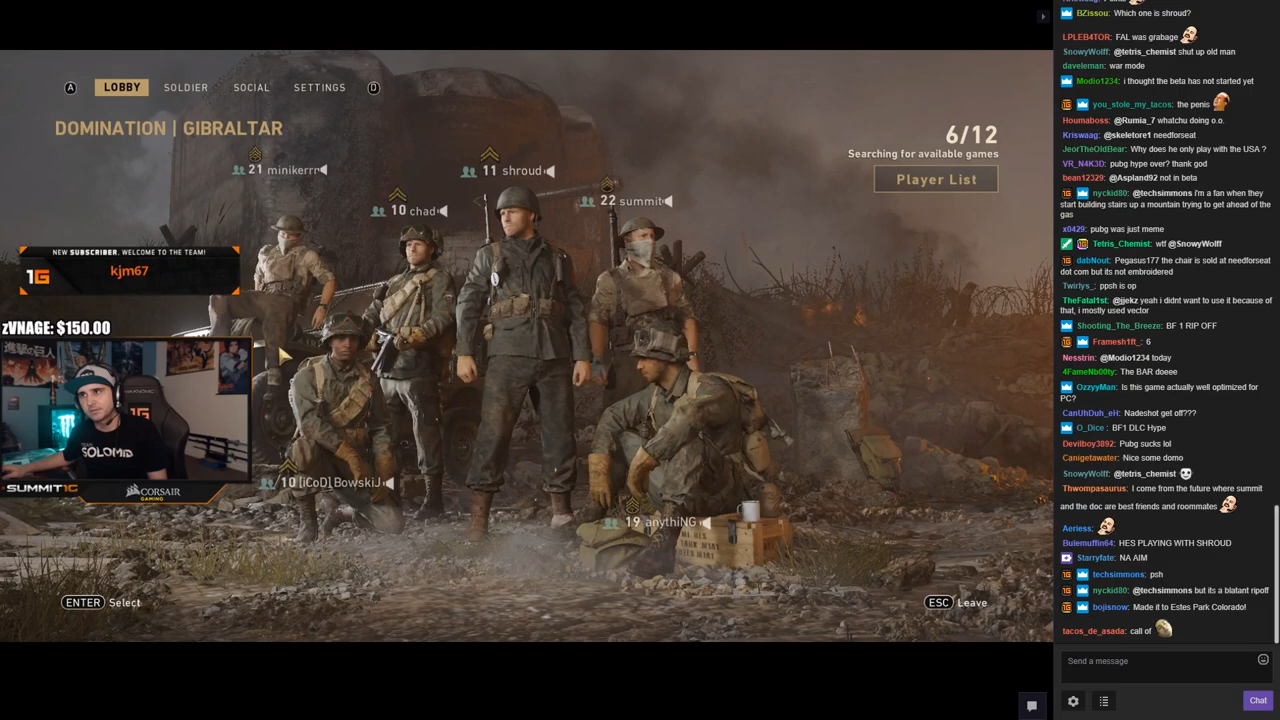 A LOBBY SOLDIER SOCIAL SETTINGS D
DOMINATION | GIBRALTAR
6/12
Searching for available games
Player List
21 minikerrr
11 shroud
10 chad
22 summit
NEW SUBSCRIBER. WELCOME TO THE TEAM!
1G
kjm67
zVNAGE: $150.00
1G
TEAM
SOLOMID
SUMMIT1G
CORSAIR
GAMING
10 [iCoD] BowskiJ
19 anythiNG
ENTER Select
ESC Leave
BZissou: Which one is shroud?
LPLEB4TOR: FAL was grabage
SnowyWolff: @tetris_chemist shut up old man
daveleman: war mode
Modio1234: i thought the beta has not started yet
you_stole_my_tacos: the penis
Houmaboss: @Rumia_7 whatchu doing o.o.
Kriswaag: @skeletore1 needforseat
JeorTheOldBear: Why does he only play with the USA ?
VR_N4K3D: pubg hype over? thank god
bean12329: @Aspland92 not in beta
nyckid80: @techsimmons i'm a fan when they
start building stairs up a mountain trying to get ahead of the
gas
x0429: pubg was just meme
Tetris_Chemist: wtf @SnowyWolff
dabNout: Pegasus177 the chair is sold at needforseat
dot com but its not embroidered
Twirlys_: ppsh is op
TheFatal1st: @jjekz yeah i didnt want to use it because of
that, i mostly used vector
Shooting_The_Breeze: BF 1 RIP OFF
Framesh1ft_: 6
Nesstrin: @Modio1234 today
4FameNb00ty: The BAR doeee
OzzyyMan: Is this game actually well optimized for
PC?
CanUhDuh_eH: Nadeshot get off???
O_Dice : BF1 DLC Hype
Devilboy3892: Pubg sucks lol
Canigetawater: Nice some domo
SnowyWolff: @tetris_chemist
Thwompasaurus: I come from the future where summit
and the doc are best friends and roommates
Aeriess:
Bulemuffin64: HES PLAYING WITH SHROUD
Starryfate: NA AIM
techsimmons: psh
nyckid80: @techsimmons but its a blatant ripoff
bojisnow: Made it to Estes Park Colorado!
tacos_de_asada: call of
Send a message
Chat